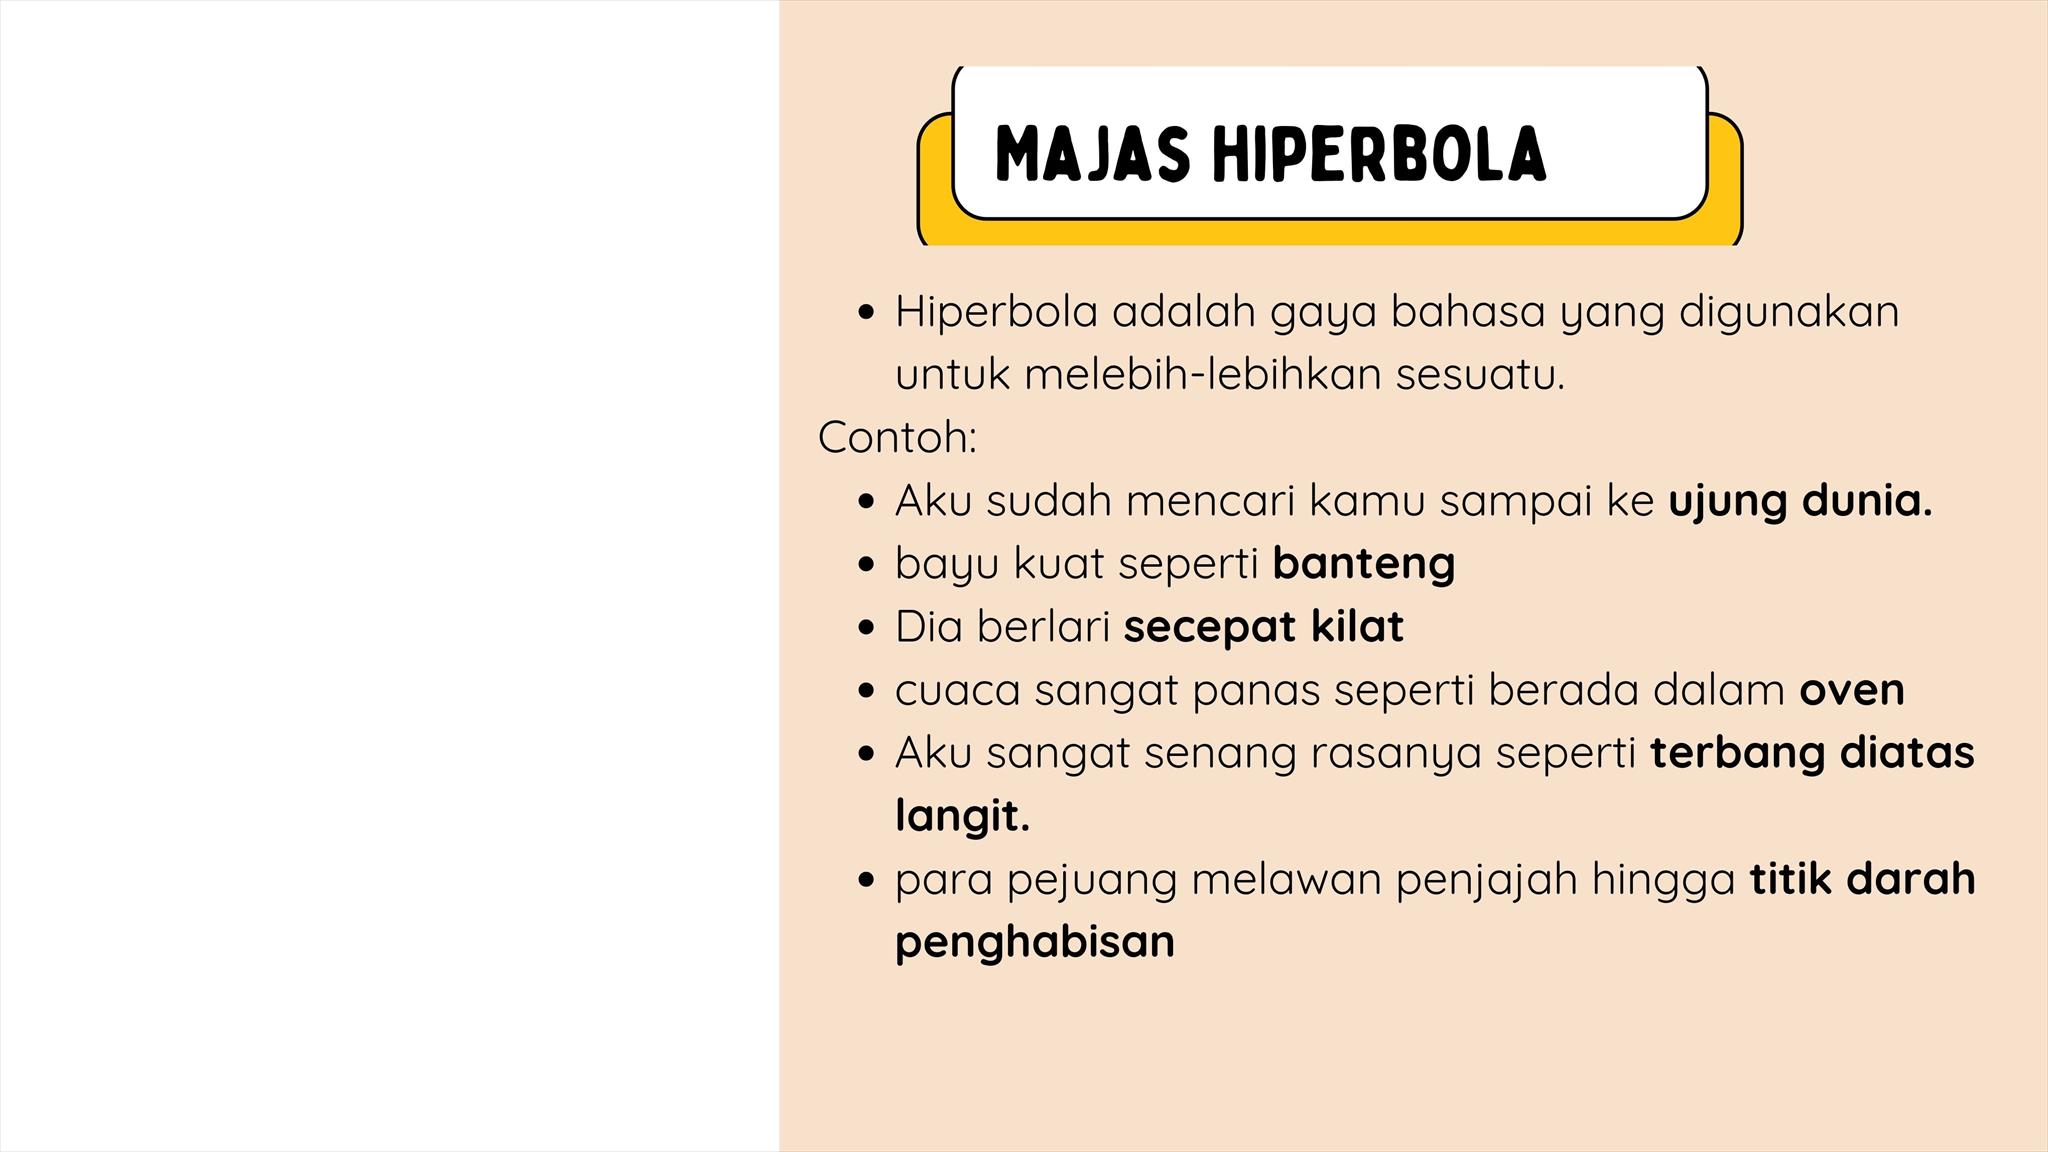 MAJAS HIPERBOLA
• Hiperbola adalah gaya bahasa yang digunakan
untuk melebih-lebihkan sesuatu.
Contoh:
• Aku sudah mencari kamu sampai ke ujung dunia.
• bayu kuat seperti banteng
• Dia berlari secepat kilat
• cuaca sangat panas seperti berada dalam oven
• Aku sangat senang rasanya seperti terbang diatas
langit.
• para pejuang melawan penjajah hingga titik darah
penghabisan